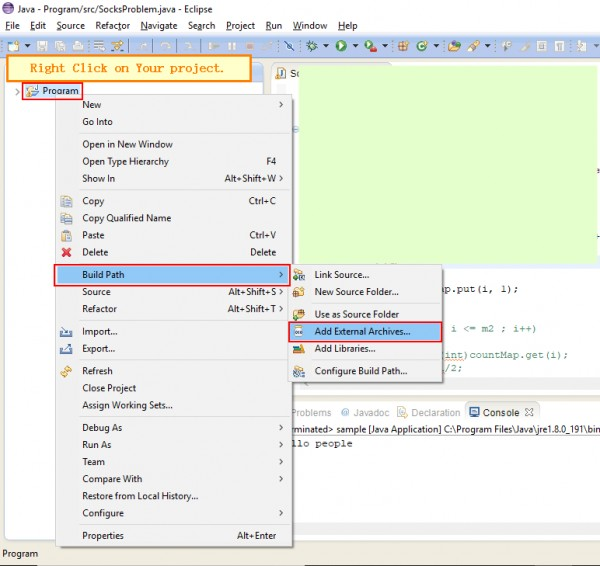 Java - Program/src/SocksProblem.java - Eclipse
File Edit Source Refactor Navigate Search Project Run Window Help
Right Click on Your project.
Program
New
Go Into
Open in New Window
Open Type Hierarchy F4
Show In Alt+Shift+W
Copy Ctrl+C
Copy Qualified Name
Paste Ctrl+V
Delete Delete
Build Path
Source Alt+Shift+S
Refactor Alt+Shift+T
Import...
Export...
Refresh
Close Project
Assign Working Sets...
Debug As
Run As
Team
Compare With
Restore from Local History...
Configure
Properties Alt+Enter
Link Source...
New Source Folder...
Use as Source Folder
Add External Archives...
Add Libraries...
Configure Build Path...
.put(i, 1);
i <= m2 ; i++)
int)countMap.get(i);
/2;
Problems @ Javadoc Declaration Console
minated> sample [Java Application] C:\Program Files\Java\jre1.8.0_191\bin
llo people
Program